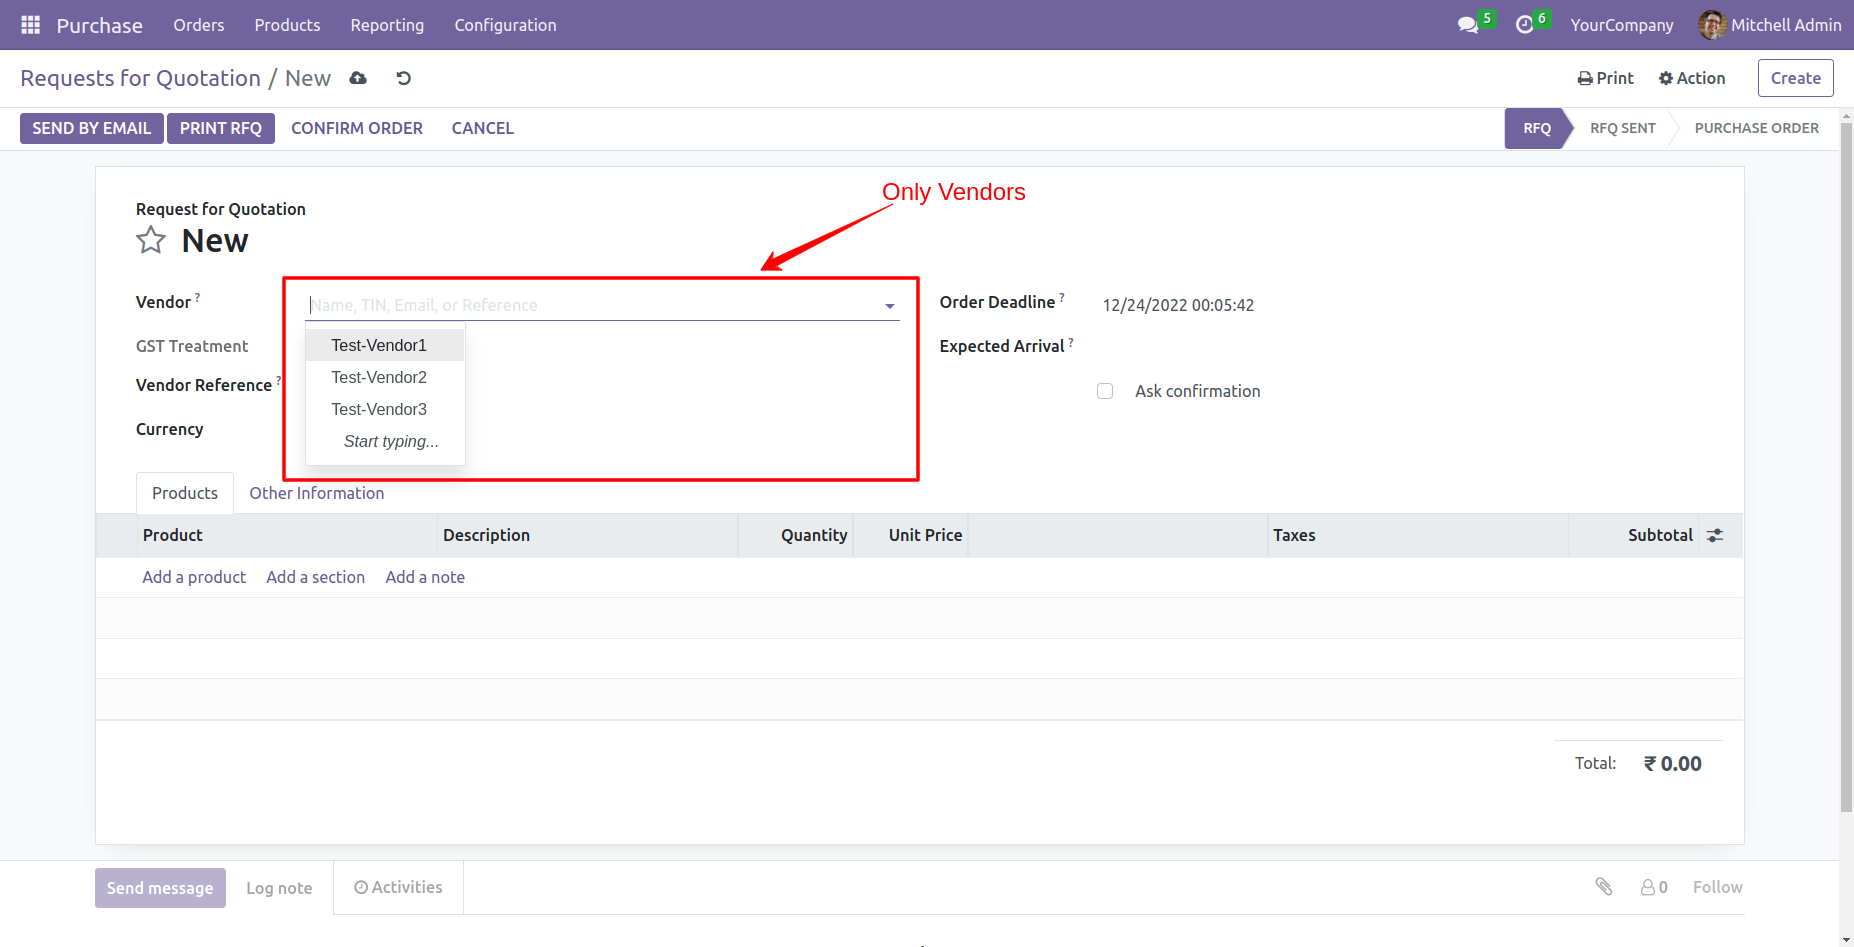 Purchase Orders Products Reporting Configuration 5 6 YourCompany Mitchell Admin
Requests for Quotation / New Print Action Create
SEND BY EMAIL PRINT RFQ CONFIRM ORDER CANCEL RFQ RFQ SENT PURCHASE ORDER
Only Vendors
Request for Quotation
New
Vendor ? Name, TIN, Email, or Reference Order Deadline ? 12/24/2022 00:05:42
GST Treatment Test-Vendor1 Expected Arrival ?
Test-Vendor2
Vendor Reference ? Ask confirmation
Test-Vendor3
Currency
Start typing...
Products Other Information
Product Description Quantity Unit Price Taxes Subtotal
Add a product Add a section Add a note
Total: ₹ 0.00
Send message Log note Activities 0 Follow